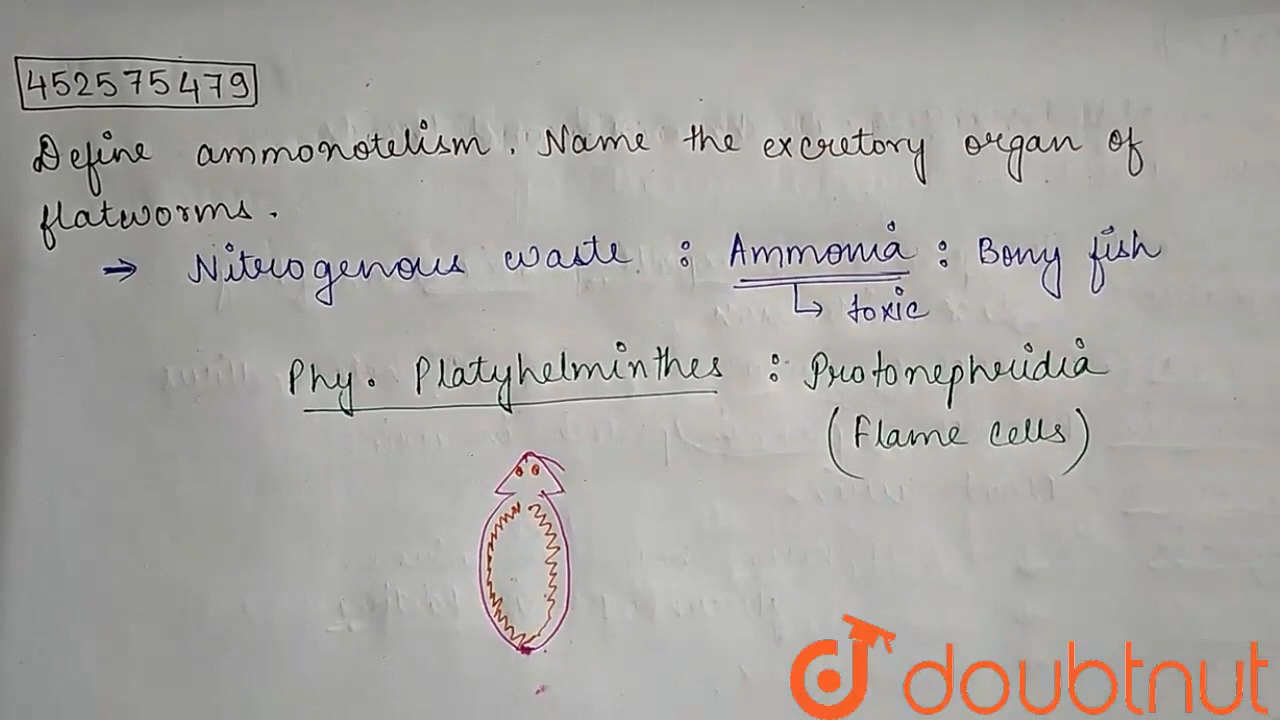 452575479
Define ammonotelism. Name the excretory organ of
flatworms.
→ Nitrogenous waste : Ammonia : Bony fish
↳ toxic
Phy. Platyhelminthes : Protonephridia
(Flame cells)
doubtnut